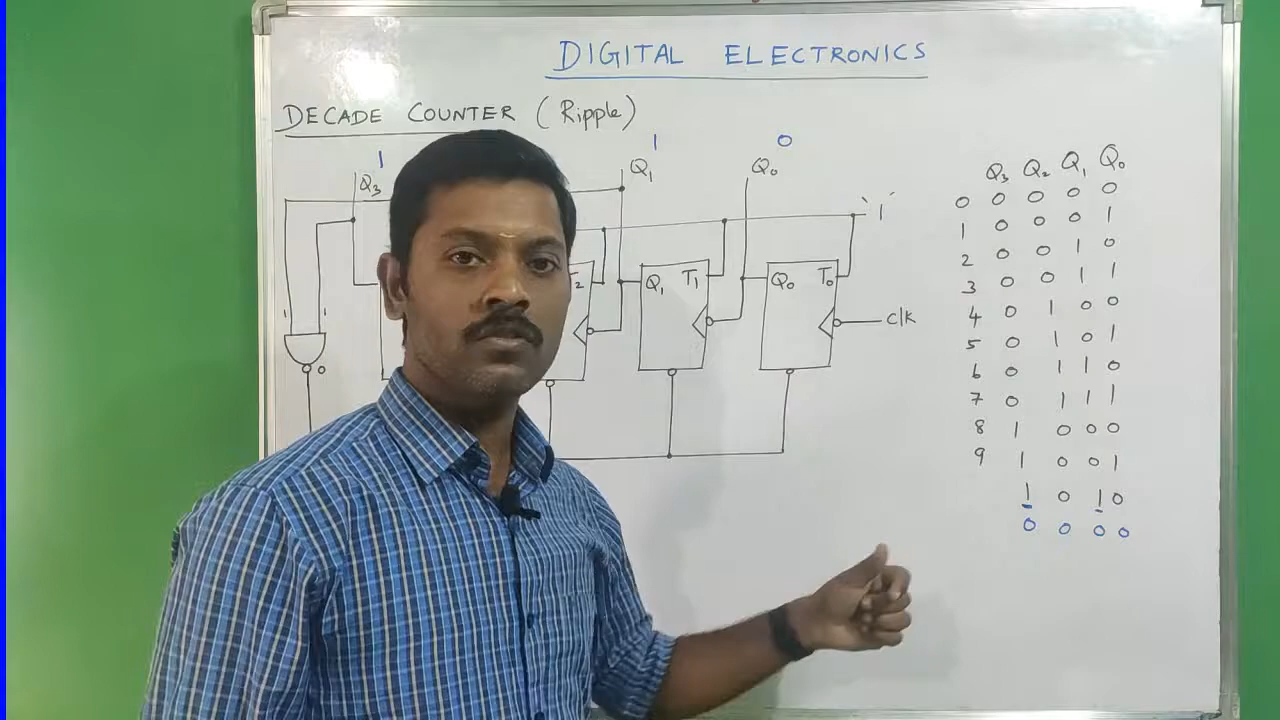 DIGITAL ELECTRONICS
DECADE COUNTER (Ripple)
1 1 0
Q3 Q1 Q0
'1'
T2 Q1 T1 Q0 T0
clk
1 1
0
Q3 Q2 Q1 Q0
0 0 0 0 0
1 0 0 0 1
2 0 0 1 0
3 0 0 1 1
4 0 1 0 0
5 0 1 0 1
6 0 1 1 0
7 0 1 1 1
8 1 0 0 0
9 1 0 0 1
1 0 1 0
0 0 0 0